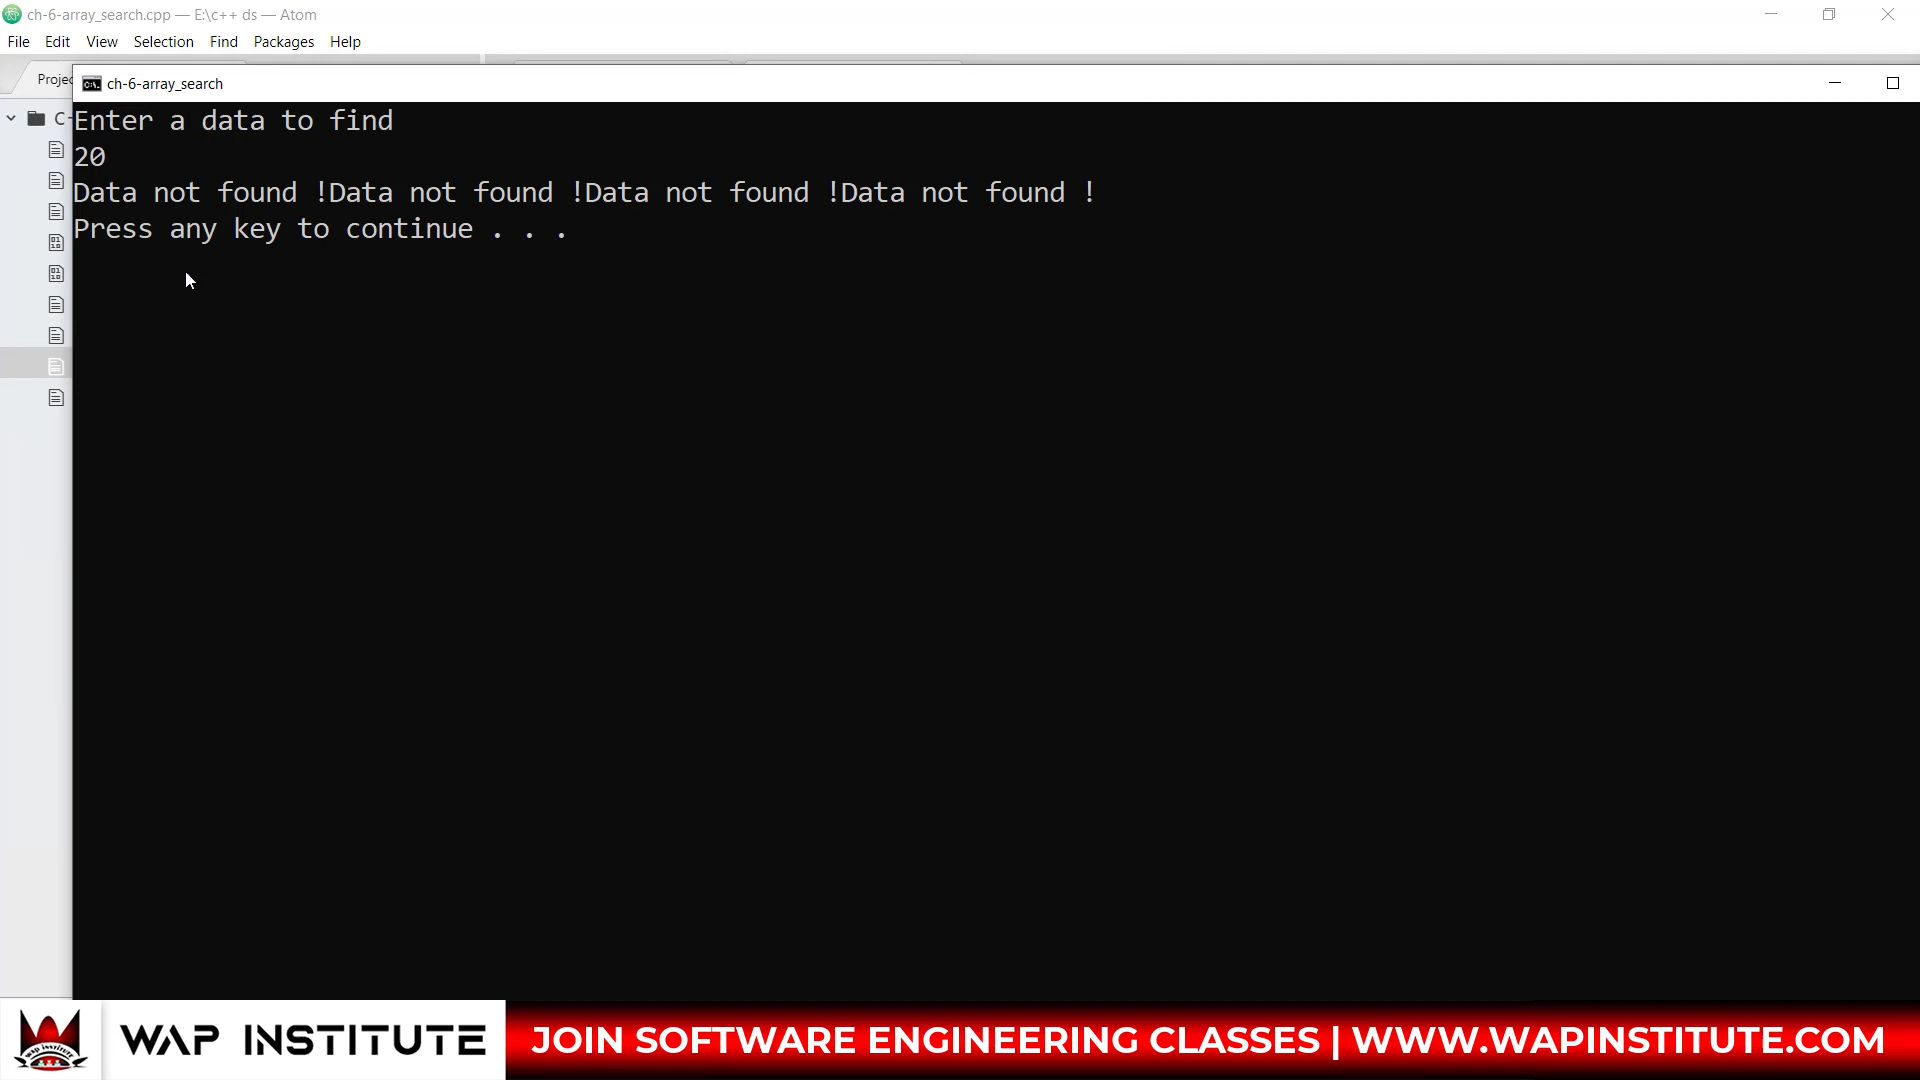 ch-6-array_search.cpp — E:\c++ ds — Atom
File Edit View Selection Find Packages Help
Projec
ch-6-array_search
C
Enter a data to find
20
Data not found !Data not found !Data not found !Data not found !
Press any key to continue . . .
WAP INSTITUTE
JOIN SOFTWARE ENGINEERING CLASSES | WWW.WAPINSTITUTE.COM